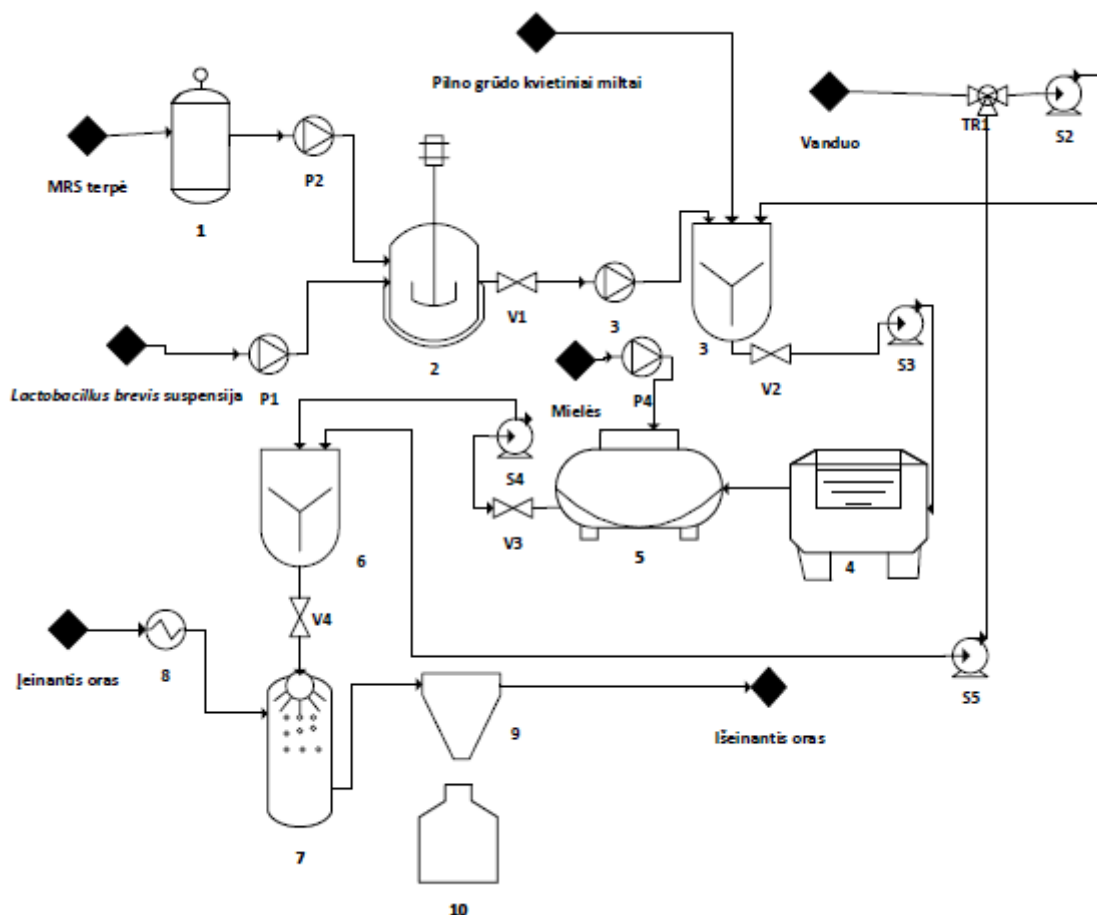 Pilno grūdo kvietiniai miltai
Vanduo
TR1
S2
MRS terpė
1
P2
2
V1
3
3
V2
S3
Lactobacillus brevis suspensija
P1
Mielės
P4
S4
V3
5
4
6
V4
Įeinantis oras
8
7
9
10
Išeinantis oras
S5